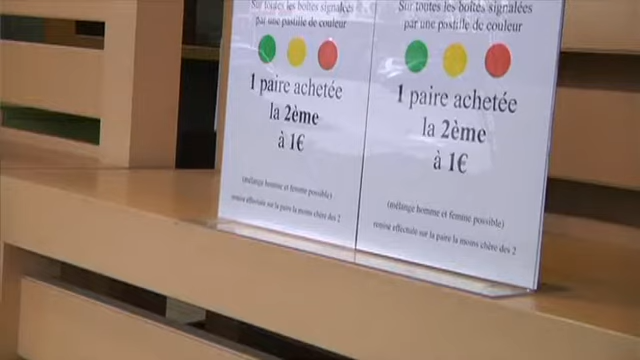 Sur toutes les boîtes signalées
par une pastille de couleur
1 paire achetée
la 2ème
à 1€
(mélange homme et femme possible)
remise effectuée sur la paire la moins chère des 2
Sur toutes les boîtes signalées
par une pastille de couleur
1 paire achetée
la 2ème
à 1€
(mélange homme et femme possible)
remise effectuée sur la paire la moins chère des 2